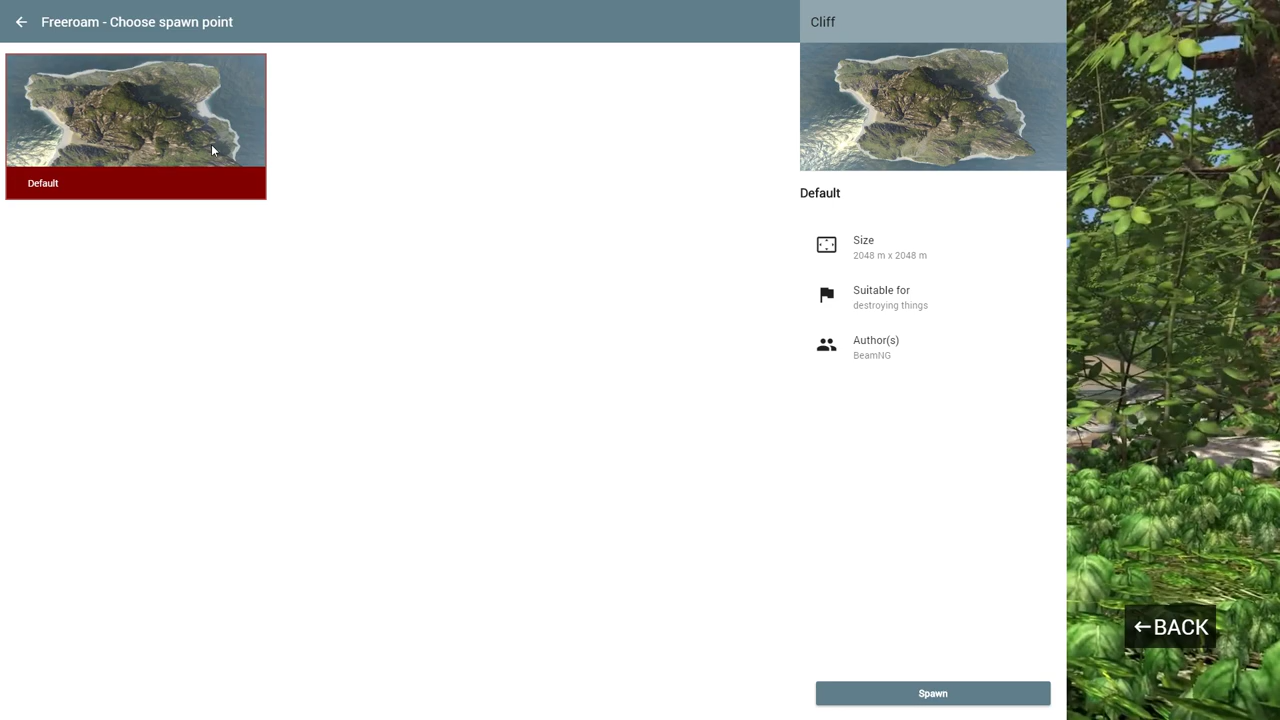 Freeroam - Choose spawn point
Default
Cliff
Default
Size
2048 m x 2048 m
Suitable for
destroying things
Author(s)
BeamNG
Spawn
←BACK